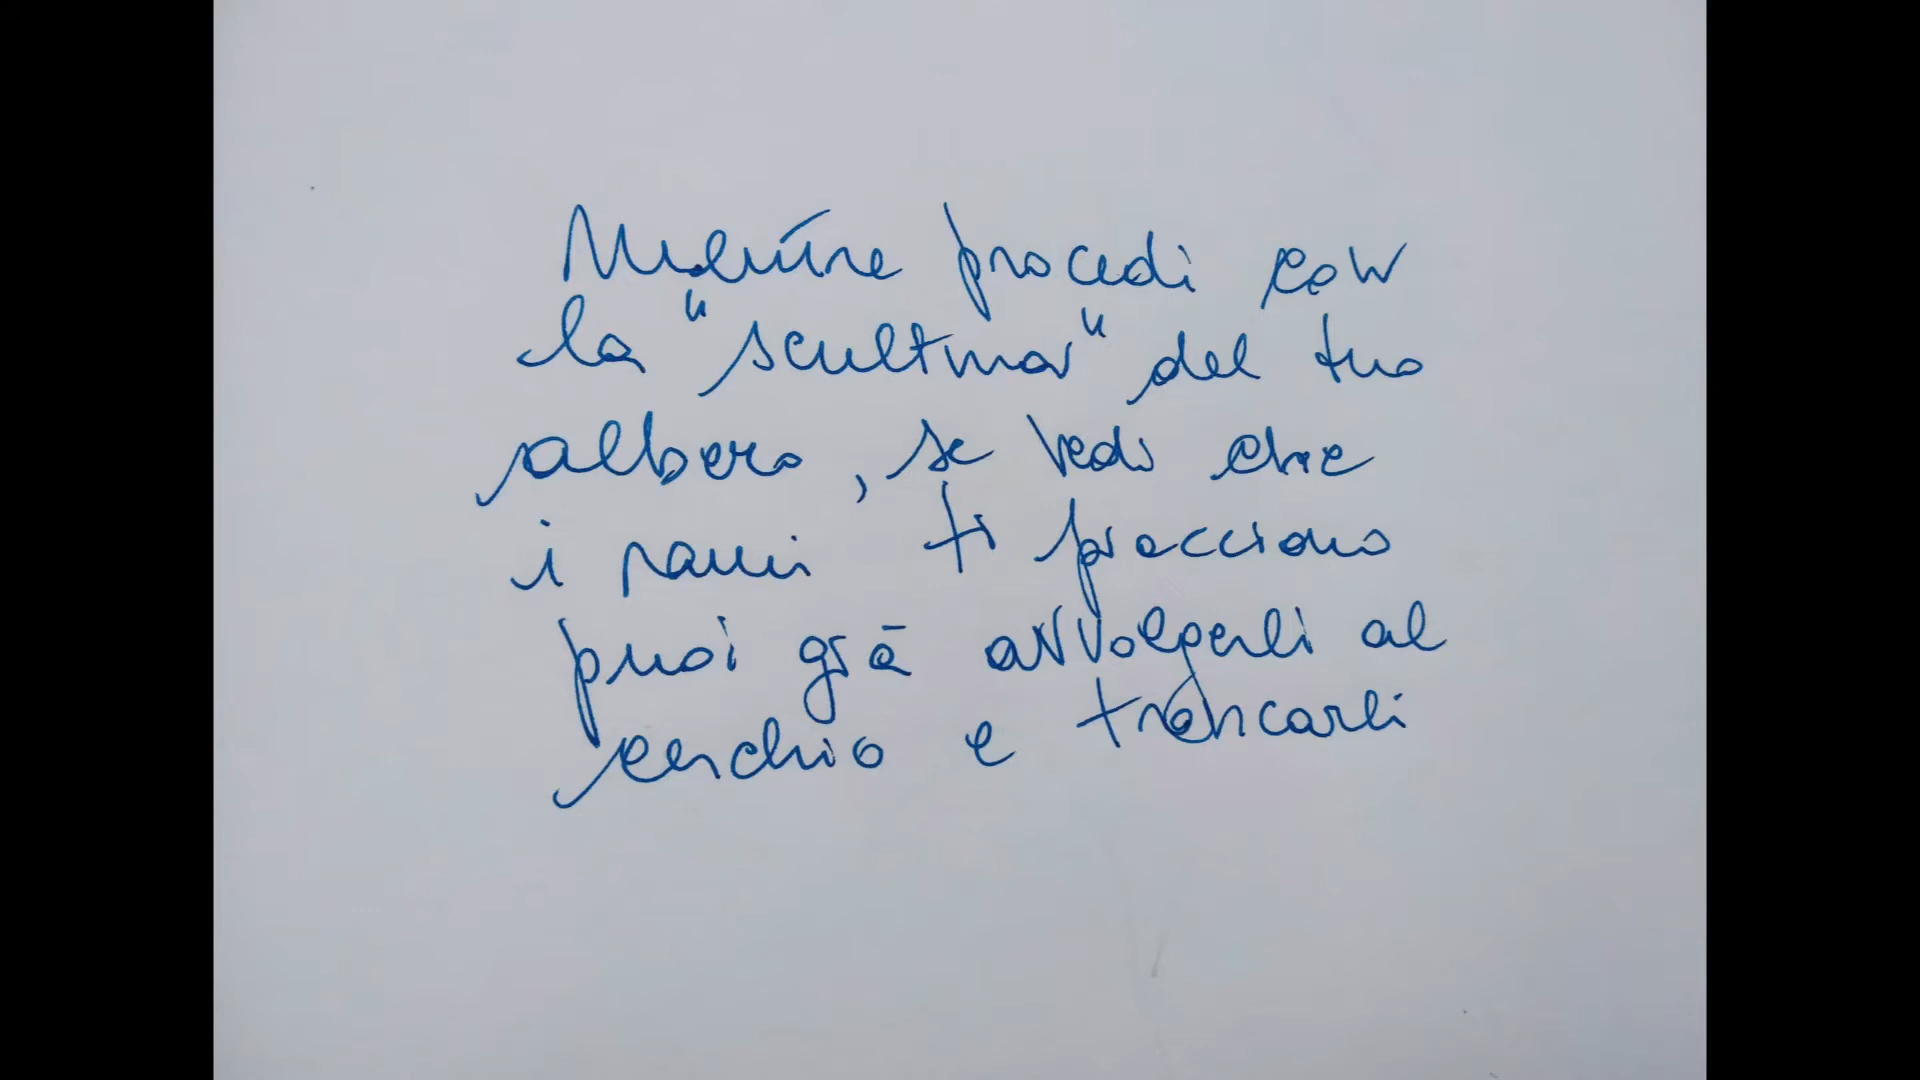 Mentre procedi con
la "scultura" del tuo
albero, se vedi che
i rami ti piacciono
puoi già avvolgerli al
cerchio e troncarli